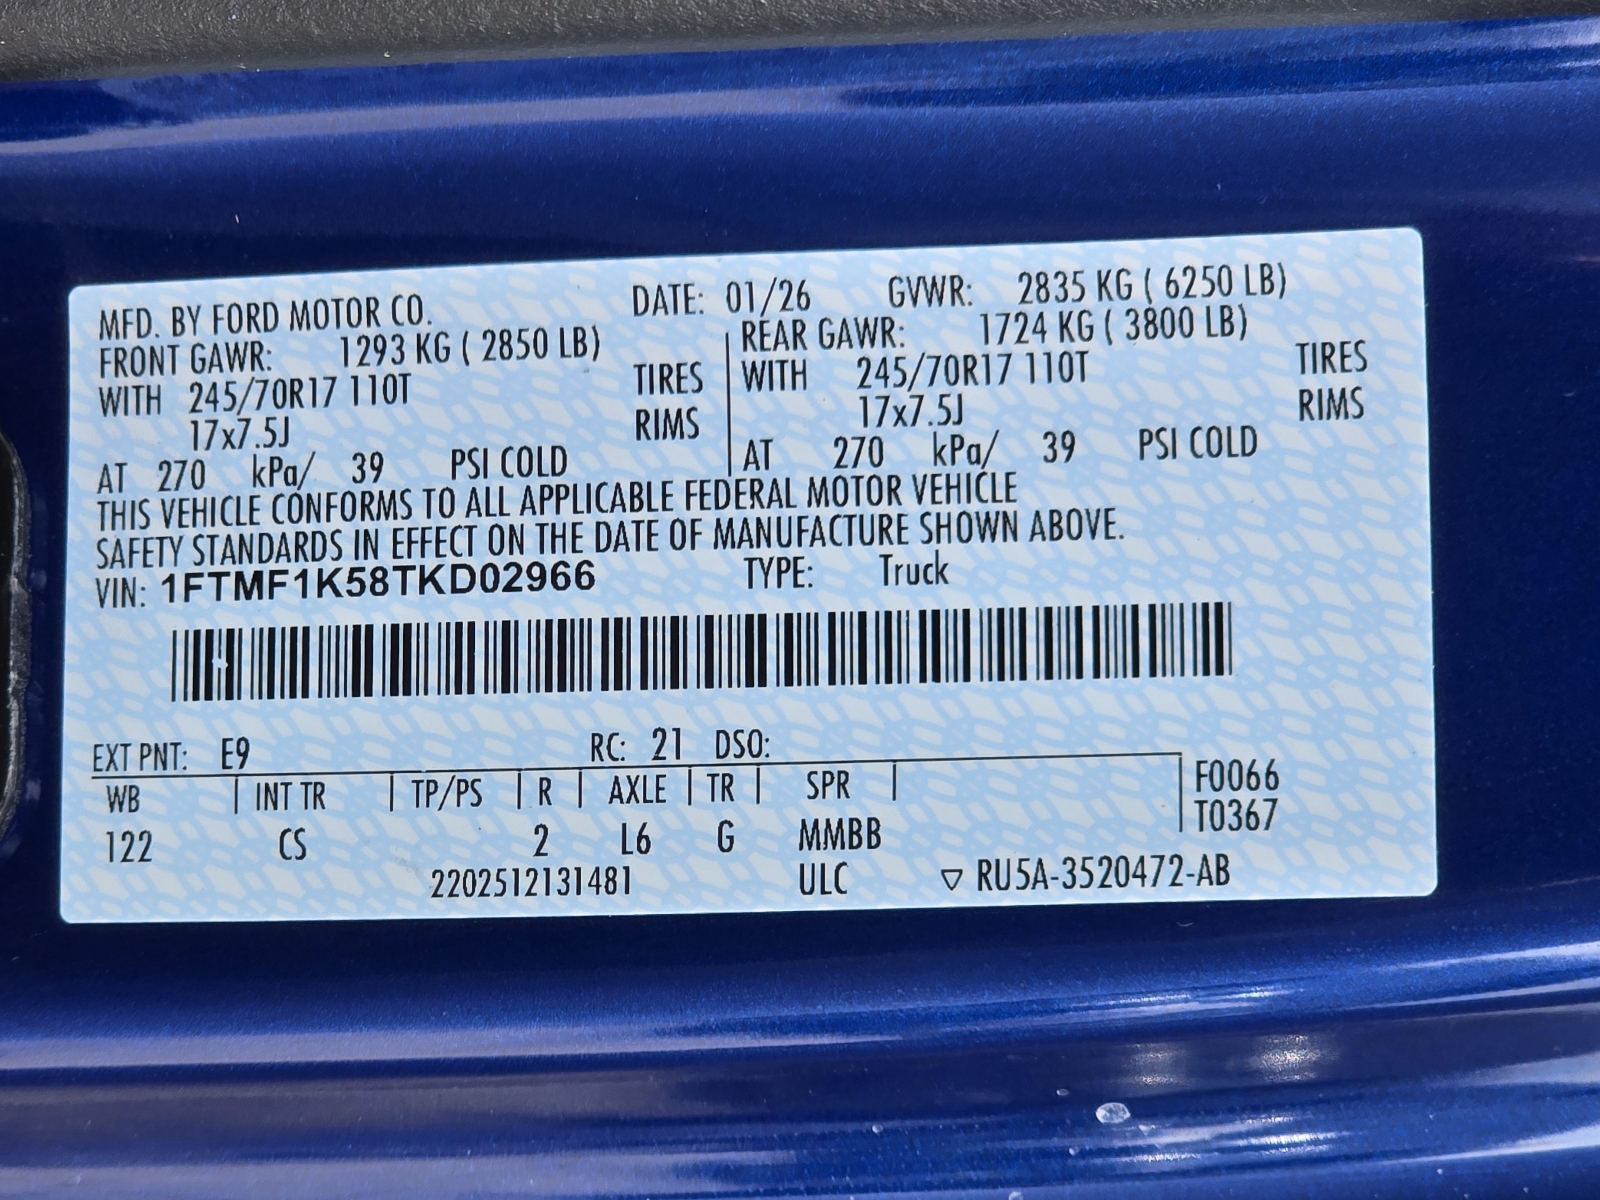 MFD. BY FORD MOTOR CO. DATE: 01/26 GVWR: 2835 KG ( 6250 LB)
FRONT GAWR: 1293 KG ( 2850 LB) REAR GAWR: 1724 KG ( 3800 LB)
WITH 245/70R17 110T TIRES WITH 245/70R17 110T TIRES
17x7.5J RIMS 17x7.5J RIMS
AT 270 kPa/ 39 PSI COLD AT 270 kPa/ 39 PSI COLD
THIS VEHICLE CONFORMS TO ALL APPLICABLE FEDERAL MOTOR VEHICLE
SAFETY STANDARDS IN EFFECT ON THE DATE OF MANUFACTURE SHOWN ABOVE.
VIN: 1FTMF1K58TKD02966 TYPE: Truck
EXT PNT: E9 RC: 21 DSO:
WB INT TR TP/PS R AXLE TR SPR F0066
T0367
122 CS 2 L6 G MMBB
2202512131481 ULC ▽ RU5A-3520472-AB